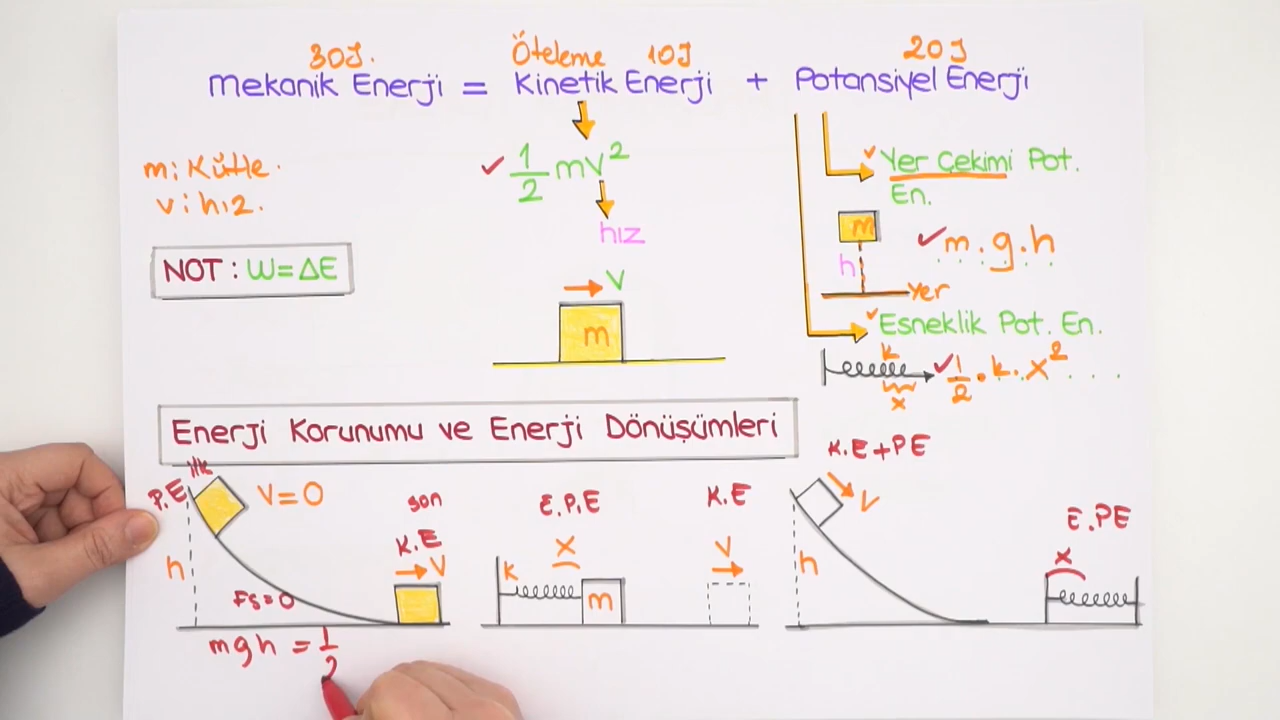 30J. Öteleme 10J 20J
Mekanik Enerji = Kinetik Enerji + Potansiyel Enerji
m: Kütle.
v: hız.
NOT: W=ΔE
✓ 1/2 mv²
hız
v
m
✓ Yer Çekimi Pot.
En.
m
h
✓ m.g.h
Yer
✓ Esneklik Pot. En.
k
x
✓ 1/2 . k . x²
Enerji Korunumu ve Enerji Dönüşümleri
ilk
P.E
V=0
h
Fs=0
son
K.E
V
mgh = 1/2
E.P.E
x
k
m
K.E
V
K.E+PE
V
h
E.PE
x